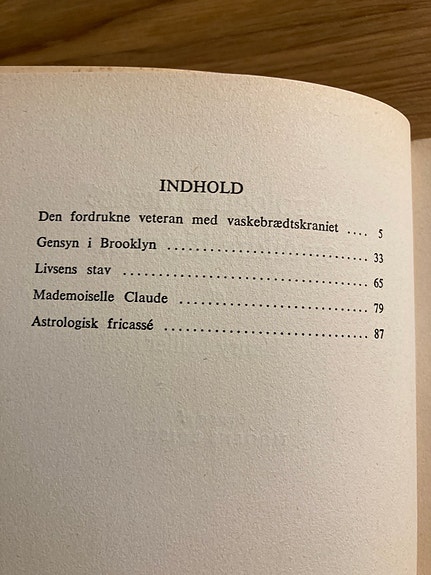 INDHOLD
Den fordrukne veteran med vaskebrædtskraniet .... 5
Gensyn i Brooklyn .............................. 33
Livsens stav ...................................... 65
Mademoiselle Claude ............................ 79
Astrologisk fricassé ................................ 87